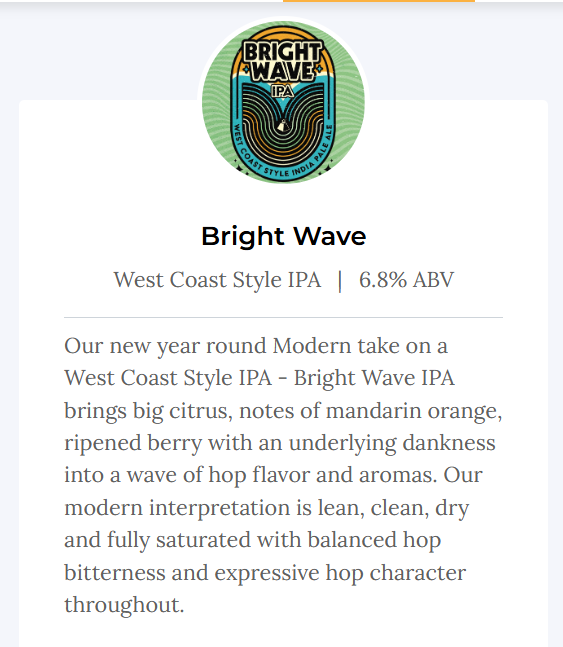 BRIGHT
WAVE
IPA
WEST COAST STYLE INDIA PALE ALE
Bright Wave
West Coast Style IPA | 6.8% ABV
Our new year round Modern take on a
West Coast Style IPA - Bright Wave IPA
brings big citrus, notes of mandarin orange,
ripened berry with an underlying dankness
into a wave of hop flavor and aromas. Our
modern interpretation is lean, clean, dry
and fully saturated with balanced hop
bitterness and expressive hop character
throughout.